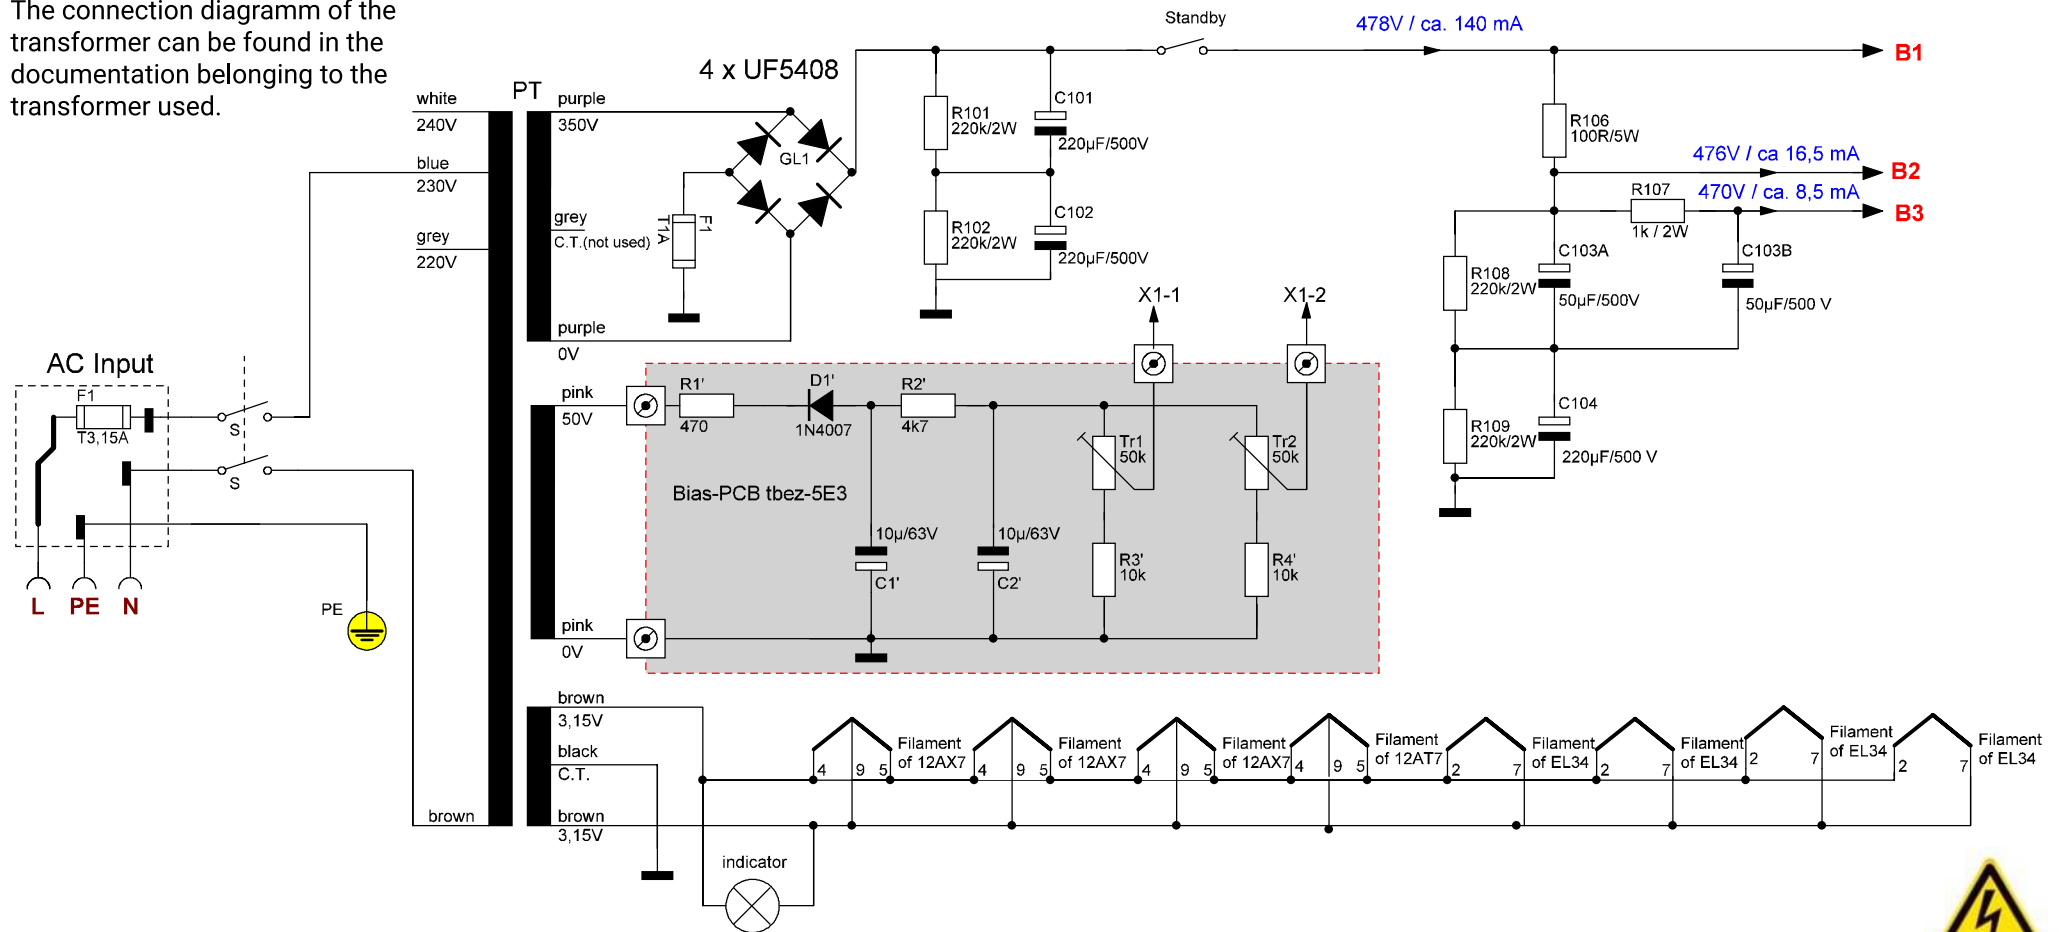 The connection diagramm of the
transformer can be found in the
documentation belonging to the
transformer used.
PT
white
240V
blue
230V
grey
220V
brown
purple
350V
grey
C.T.(not used)
purple
0V
4 x UF5408
GL1
F1
T1A
R101
220k/2W
C101
220µF/500V
R102
220k/2W
C102
220µF/500V
Standby
478V / ca. 140 mA
B1
R106
100R/5W
476V / ca 16,5 mA
B2
R107
1k / 2W
470V / ca. 8,5 mA
B3
R108
220k/2W
C103A
50µF/500V
C103B
50µF/500 V
R109
220k/2W
C104
220µF/500 V
AC Input
F1
T3,15A
S
S
L
PE
N
PE
pink
50V
pink
0V
R1'
470
D1'
1N4007
R2'
4k7
X1-1
X1-2
Tr1
50k
Tr2
50k
Bias-PCB tbez-5E3
10µ/63V
C1'
10µ/63V
C2'
R3'
10k
R4'
10k
brown
3,15V
black
C.T.
brown
3,15V
indicator
4
9
5
Filament
of 12AX7
4
9
5
Filament
of 12AX7
4
9
5
Filament
of 12AX7
4
9
5
Filament
of 12AT7
2
7
Filament
of EL34
2
7
Filament
of EL34
2
7
Filament
of EL34
2
7
Filament
of EL34